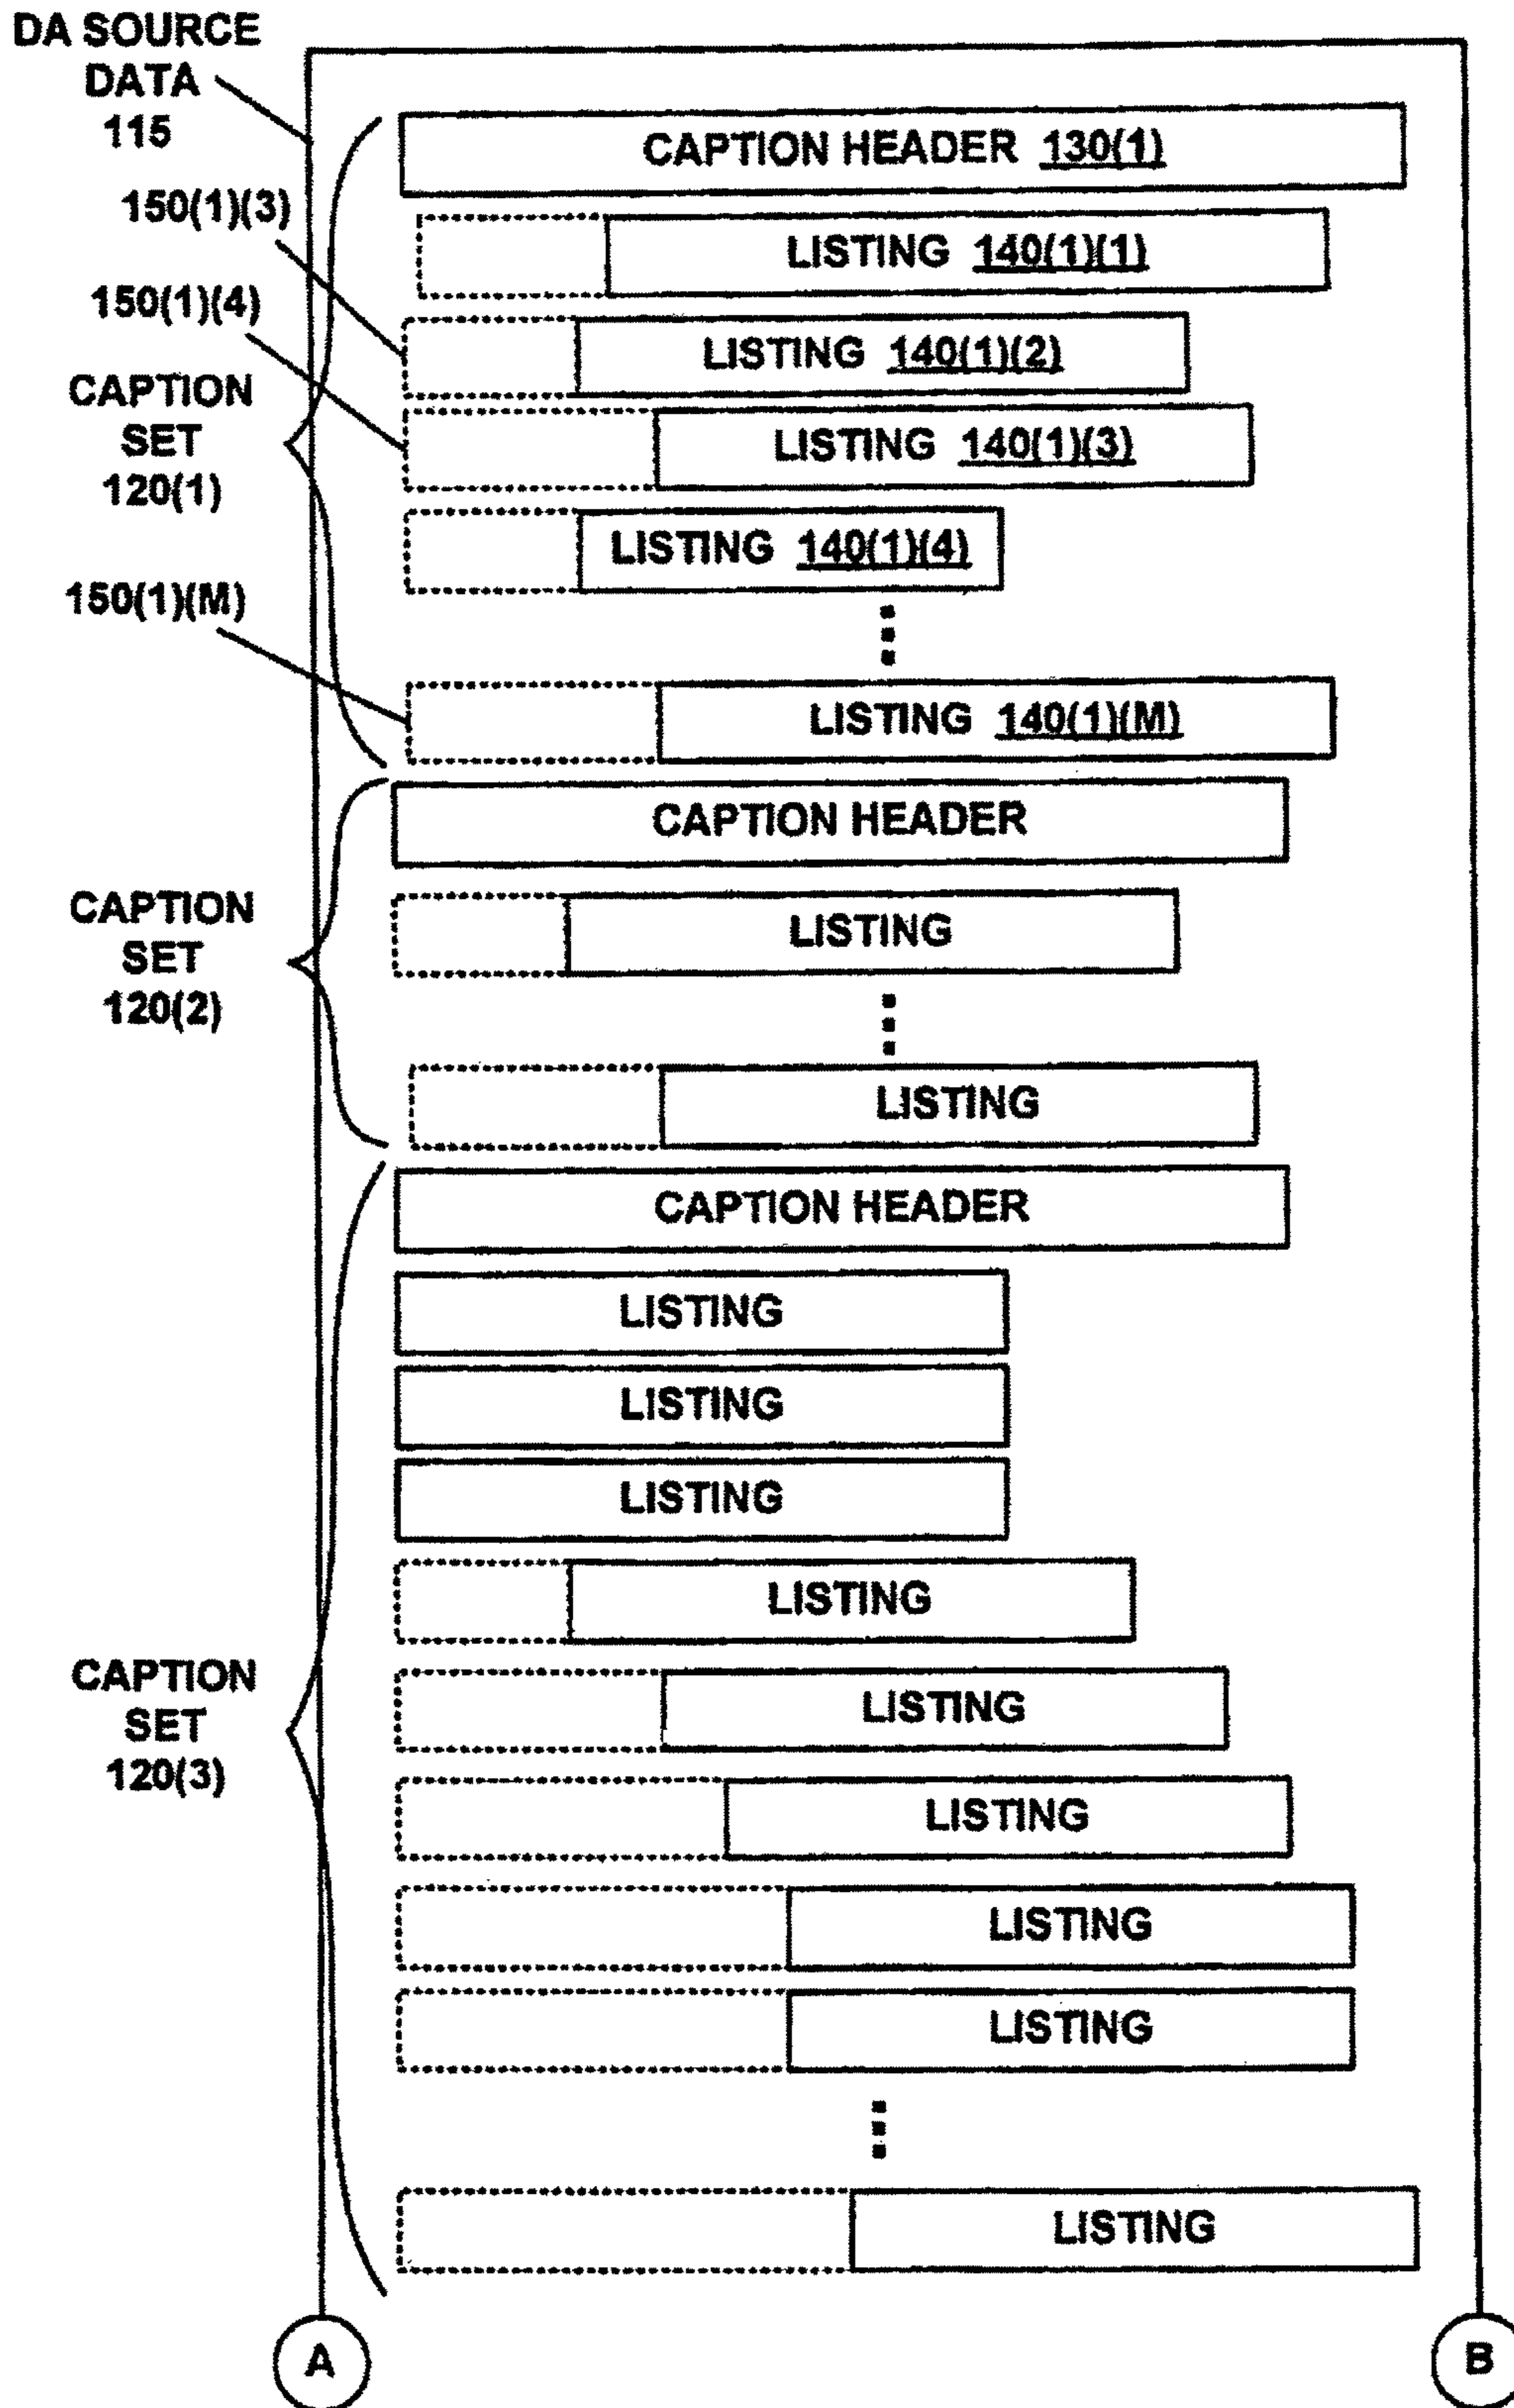 DA SOURCE
DATA
115
CAPTION HEADER 130(1)
150(1)(3)
LISTING 140(1)(1)
150(1)(4)
LISTING 140(1)(2)
CAPTION
SET
120(1)
LISTING 140(1)(3)
LISTING 140(1)(4)
150(1)(M)
LISTING 140(1)(M)
CAPTION HEADER
CAPTION
SET
120(2)
LISTING
LISTING
CAPTION HEADER
LISTING
LISTING
LISTING
LISTING
CAPTION
SET
120(3)
LISTING
LISTING
LISTING
LISTING
LISTING
A
B